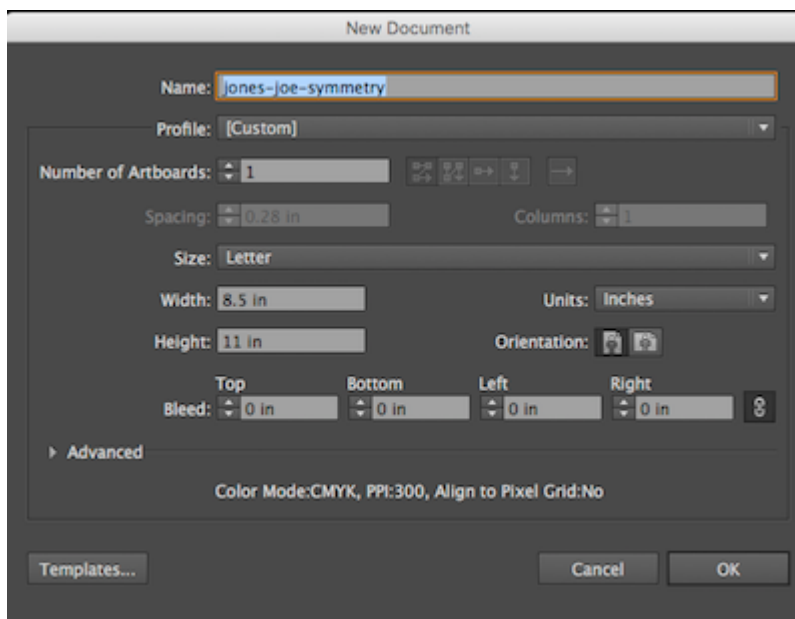 New Document
Name: jones-joe-symmetry
Profile: [Custom]
Number of Artboards: 1
Spacing: 0.28 in Columns: 1
Size: Letter
Width: 8.5 in Units: Inches
Height: 11 in Orientation:
Top Bottom Left Right
Bleed: 0 in 0 in 0 in 0 in
Advanced
Color Mode:CMYK, PPI:300, Align to Pixel Grid:No
Templates... Cancel OK